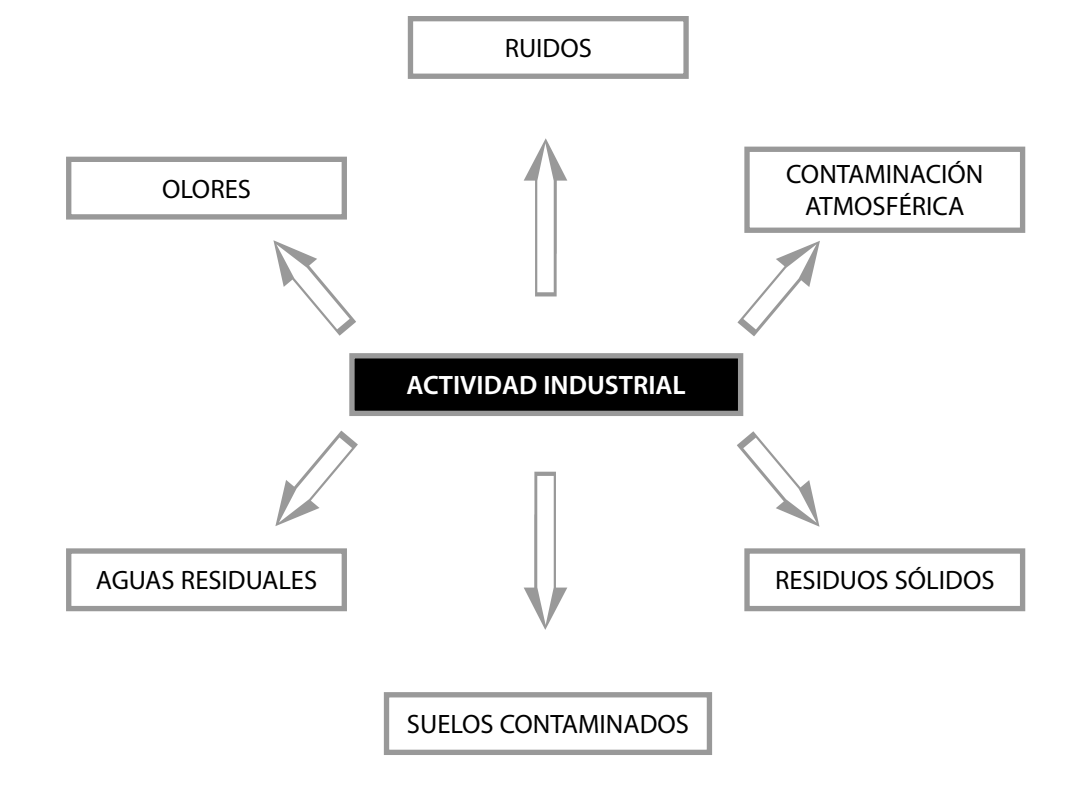 RUIDOS
OLORES
CONTAMINACIÓN
ATMOSFÉRICA
ACTIVIDAD INDUSTRIAL
AGUAS RESIDUALES
RESIDUOS SÓLIDOS
SUELOS CONTAMINADOS